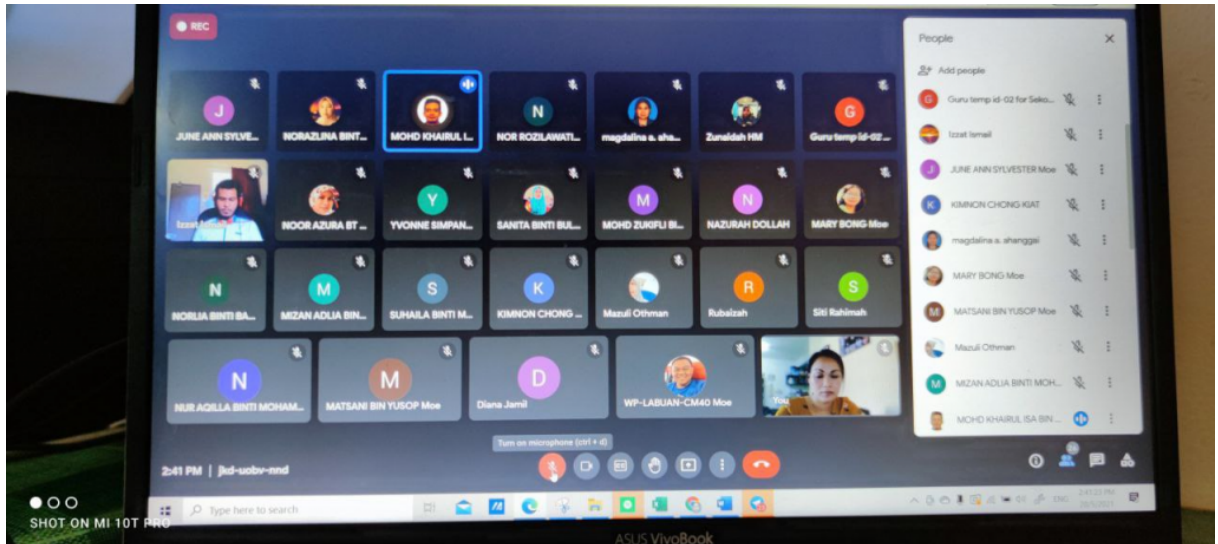 REC
JUNE ANN SYLVE...
NORAZLINA BINT...
MOHD KHAIRUL I...
NOR ROZILAWATI...
magdalina a. aha...
Zunaidah HM
Guru temp id-02 ...
J
N
G
Izzat Ismail
NOOR AZURA BT ...
YVONNE SIMPAN...
SANITA BINTI BUL...
MOHD ZUKIFLI BI...
NAZURAH DOLLAH
MARY BONG Moe
Y
M
N
NORLIA BINTI BA...
MIZAN ADLIA BIN...
SUHAILA BINTI M...
KIMNON CHONG ...
Mazuli Othman
Rubaizah
Siti Rahimah
N
M
S
K
R
S
NUR AQILLA BINTI MOHAM...
MATSANI BIN YUSOP Moe
Diana Jamil
WP-LABUAN-CM40 Moe
You
N
M
D
Turn on microphone (ctrl + d)
2:41 PM | jkd-uobv-nnd
People
Add people
G
Guru temp id-02 for Seko...
Izzat Ismail
J
JUNE ANN SYLVESTER Moe
K
KIMNON CHONG KIAT
magdalina a. ahanggai
MARY BONG Moe
M
MATSANI BIN YUSOP Moe
Mazuli Othman
M
MIZAN ADLIA BINTI MOH...
MOHD KHAIRUL ISA BIN ...
Type here to search
ENG
ASUS VivoBook
SHOT ON MI 10T PRO